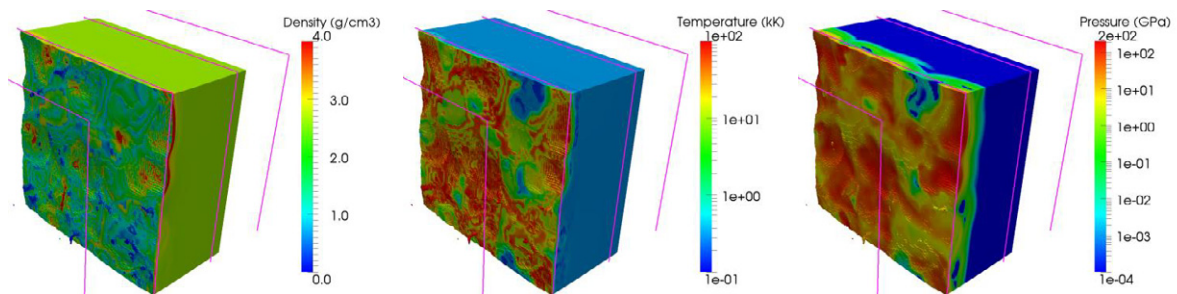 Density (g/cm3)
4.0
3.0
2.0
1.0
0.0
Temperature (kK)
1e+02
1e+01
1e+00
1e-01
Pressure (GPa)
2e+02
1e+02
1e+01
1e+00
1e-01
1e-02
1e-03
1e-04